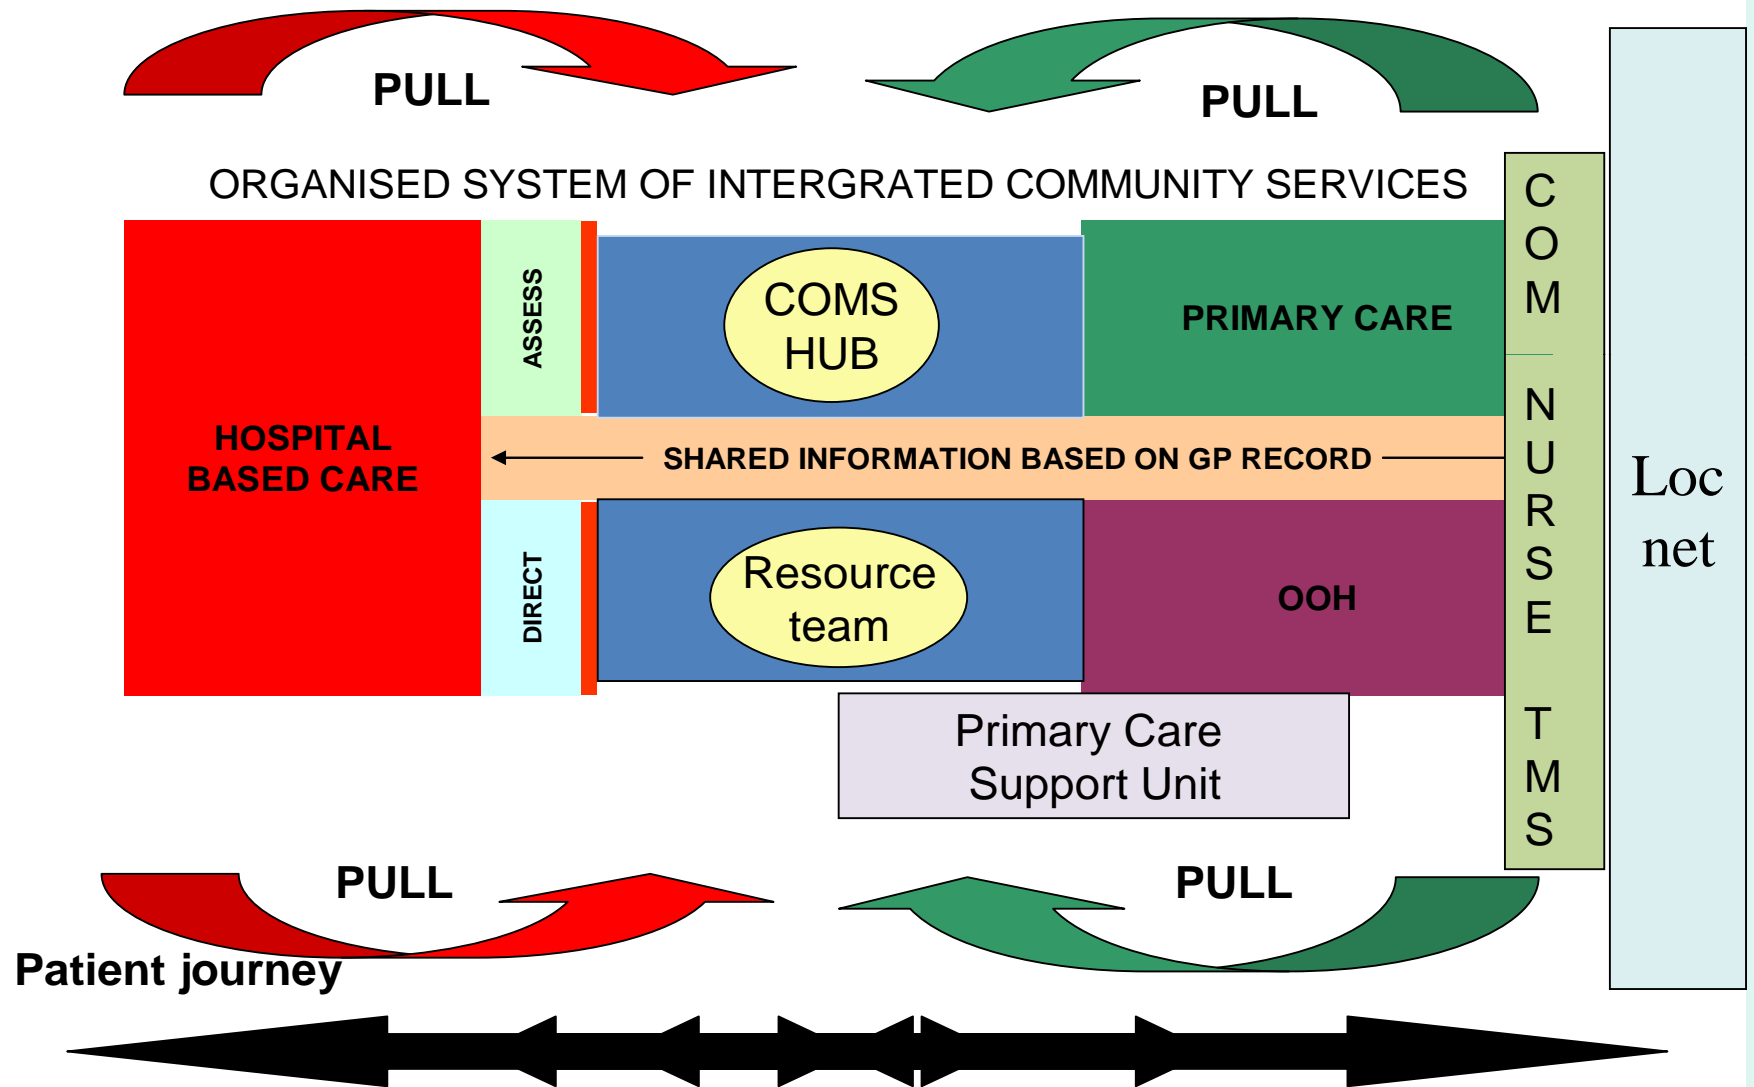 PULL
PULL
ORGANISED SYSTEM OF INTERGRATED COMMUNITY SERVICES
HOSPITAL
BASED CARE
ASSESS
COMS
HUB
PRIMARY CARE
SHARED INFORMATION BASED ON GP RECORD
DIRECT
Resource
team
OOH
Primary Care
Support Unit
C
O
M
N
U
R
S
E
T
M
S
Loc
net
PULL
PULL
Patient journey